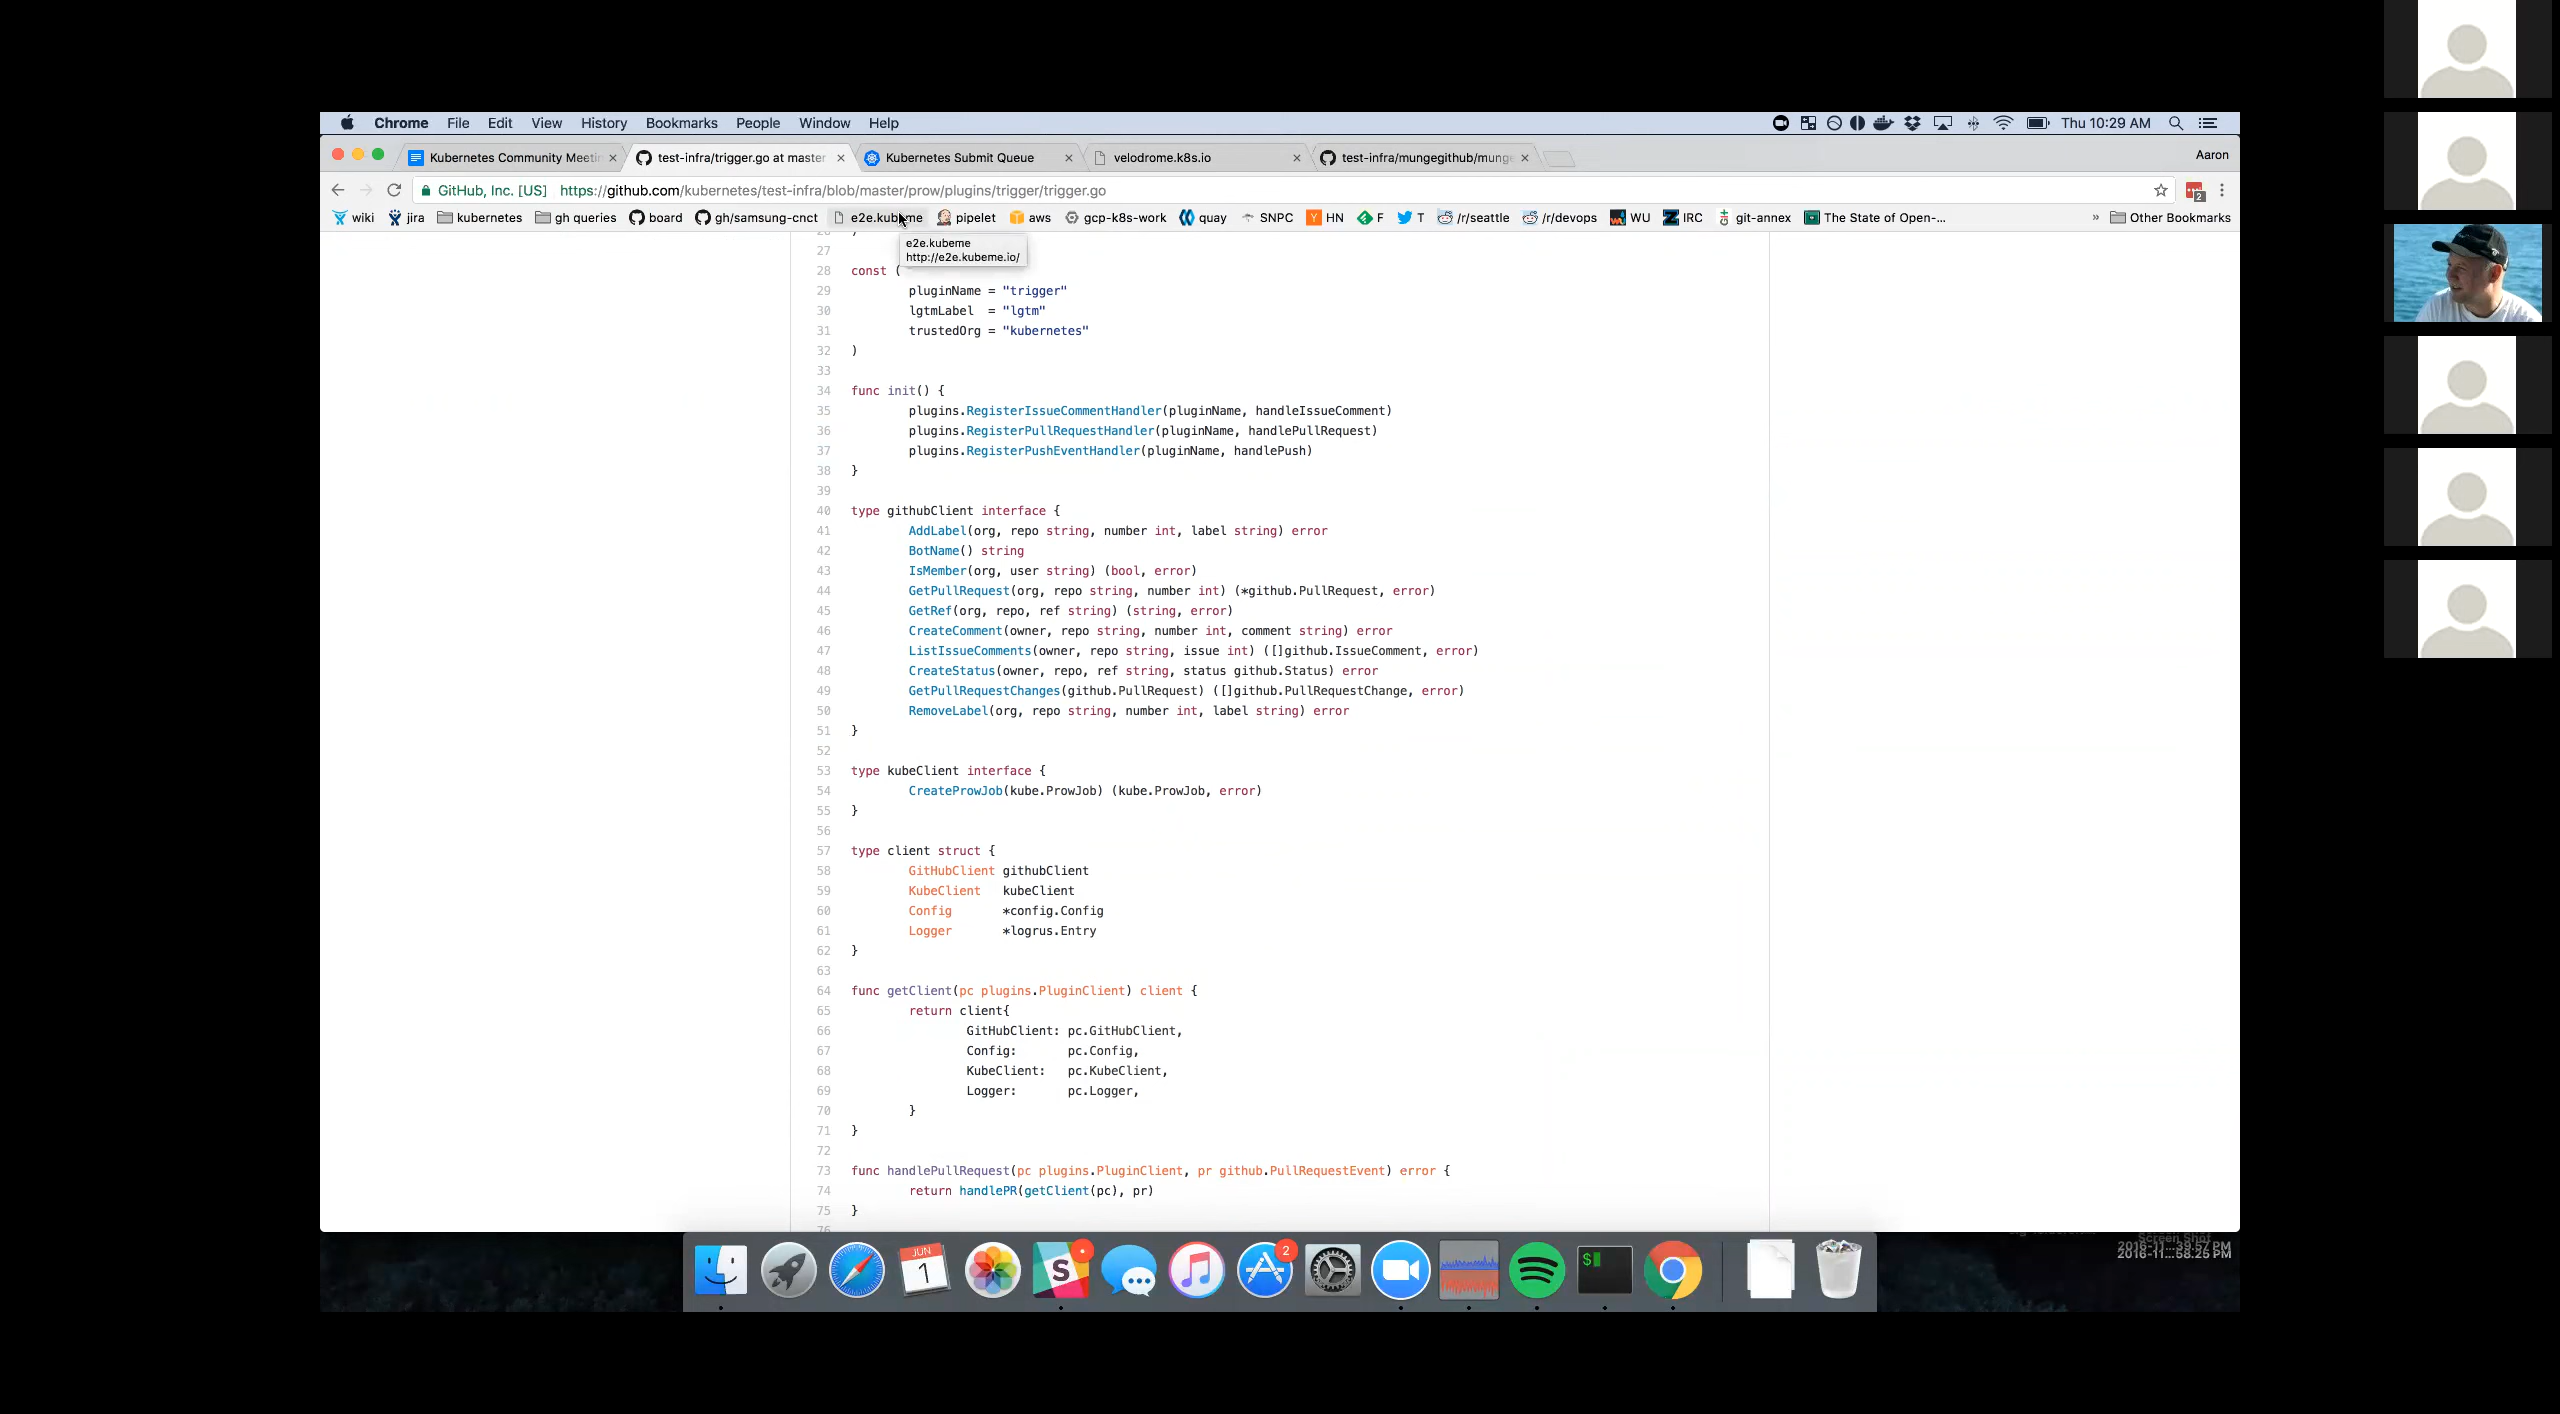 Chrome File Edit View History Bookmarks People Window Help Thu 10:29 AM
Kubernetes Community Meetin test-infra/trigger.go at master Kubernetes Submit Queue velodrome.k8s.io test-infra/mungegithub/munge Aaron
GitHub, Inc. [US] https://github.com/kubernetes/test-infra/blob/master/prow/plugins/trigger/trigger.go 2
wiki jira kubernetes gh queries board gh/samsung-cnct e2e.kubeme pipelet aws gcp-k8s-work quay SNPC HN F T /r/seattle /r/devops WU IRC git-annex The State of Open-... » Other Bookmarks
e2e.kubeme
http://e2e.kubeme.io/
27
28 const (
29 pluginName = "trigger"
30 lgtmLabel = "lgtm"
31 trustedOrg = "kubernetes"
32 )
33
34 func init() {
35 plugins.RegisterIssueCommentHandler(pluginName, handleIssueComment)
36 plugins.RegisterPullRequestHandler(pluginName, handlePullRequest)
37 plugins.RegisterPushEventHandler(pluginName, handlePush)
38 }
39
40 type githubClient interface {
41 AddLabel(org, repo string, number int, label string) error
42 BotName() string
43 IsMember(org, user string) (bool, error)
44 GetPullRequest(org, repo string, number int) (*github.PullRequest, error)
45 GetRef(org, repo, ref string) (string, error)
46 CreateComment(owner, repo string, number int, comment string) error
47 ListIssueComments(owner, repo string, issue int) ([]github.IssueComment, error)
48 CreateStatus(owner, repo, ref string, status github.Status) error
49 GetPullRequestChanges(github.PullRequest) ([]github.PullRequestChange, error)
50 RemoveLabel(org, repo string, number int, label string) error
51 }
52
53 type kubeClient interface {
54 CreateProwJob(kube.ProwJob) (kube.ProwJob, error)
55 }
56
57 type client struct {
58 GitHubClient githubClient
59 KubeClient kubeClient
60 Config *config.Config
61 Logger *logrus.Entry
62 }
63
64 func getClient(pc plugins.PluginClient) client {
65 return client{
66 GitHubClient: pc.GitHubClient,
67 Config: pc.Config,
68 KubeClient: pc.KubeClient,
69 Logger: pc.Logger,
70 }
71 }
72
73 func handlePullRequest(pc plugins.PluginClient, pr github.PullRequestEvent) error {
74 return handlePR(getClient(pc), pr)
75 }
76
Screen Shot
2016-11...58.25 PM
JUN
1
S
2
$